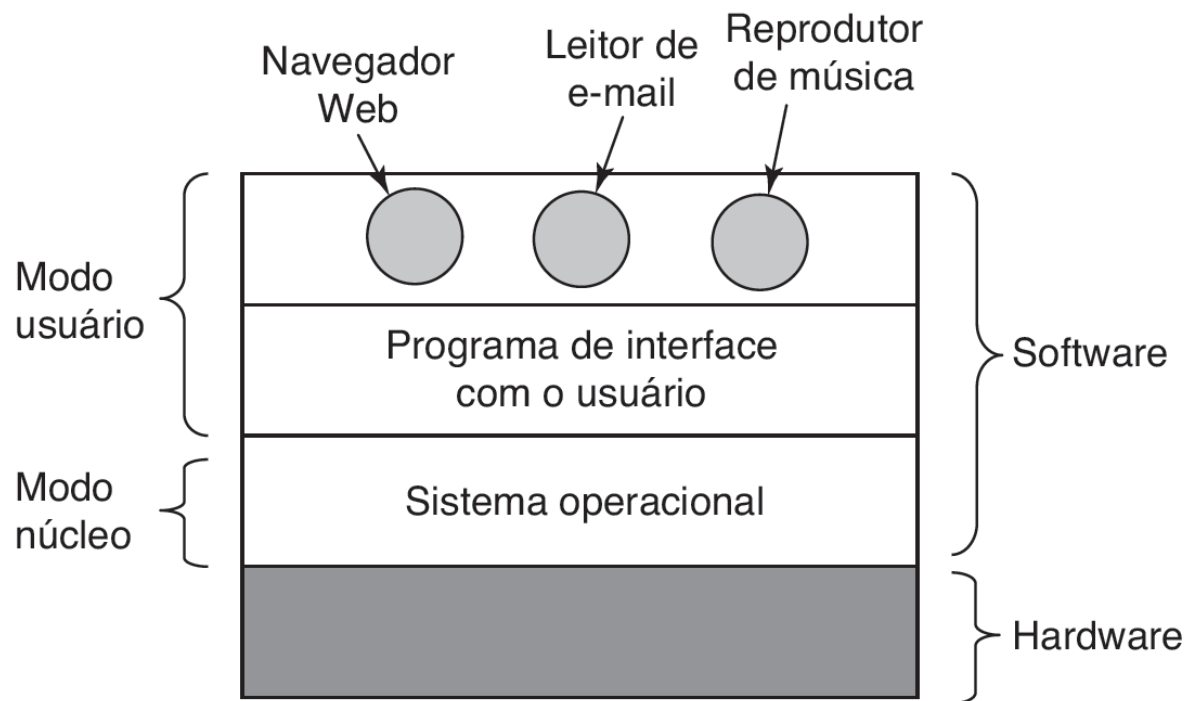 Navegador
Web
Leitor de
e-mail
Reprodutor
de música
Modo
usuário
Programa de interface
com o usuário
Software
Modo
núcleo
Sistema operacional
Hardware